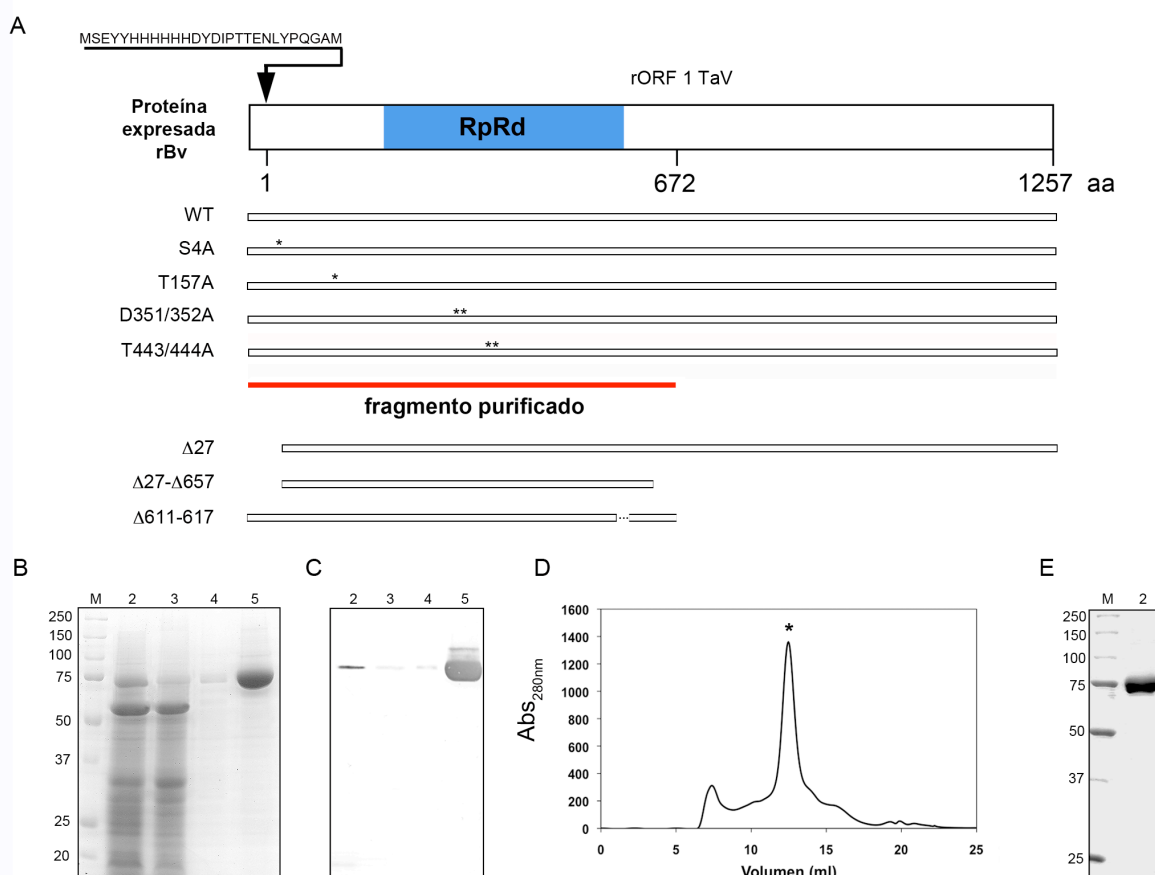 A
MSEYYHHHHHHDYDIPTTENLYPQGAM
rORF 1 TaV
Proteína
expresada
rBv
RpRd
1 672 1257 aa
WT
S4A *
T157A *
D351/352A **
T443/444A **
fragmento purificado
Δ27
Δ27-Δ657
Δ611-617 ...
B
M 2 3 4 5
250
150
100
75
50
37
25
20
C
2 3 4 5
D
Abs280nm
1600
1400
1200
1000
800
600
400
200
0
*
0 5 10 15 20 25
Volumen (ml)
E
M 2
250
150
100
75
50
37
25